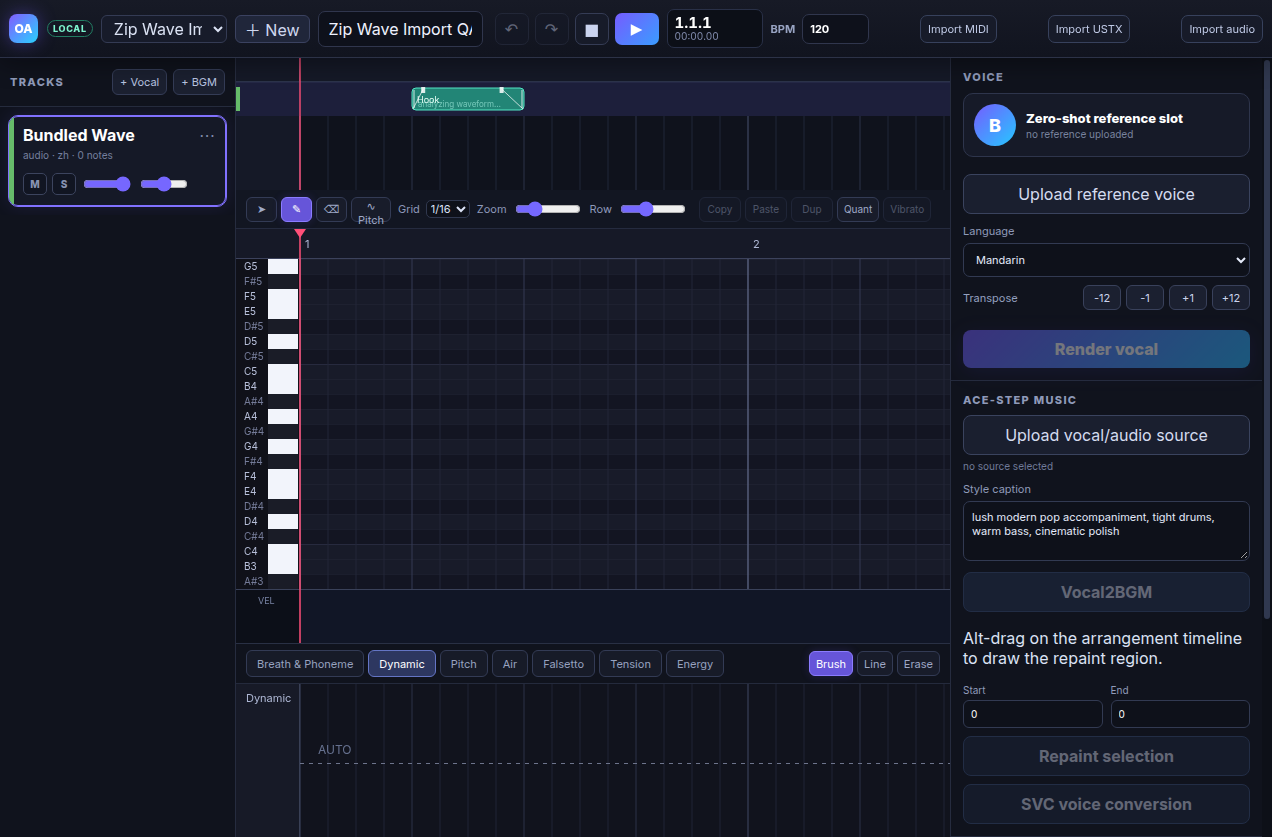 OA LOCAL Zip Wave Im + New Zip Wave Import QA ↶ ↷ 1.1.1 BPM 120 Import MIDI Import USTX Import audio
00:00.00
TRACKS + Vocal + BGM
Bundled Wave ...
audio · zh · 0 notes
M S
Hook
analyzing waveform...
∿ Pitch Grid 1/16 Zoom Row Copy Paste Dup Quant Vibrato
1 2
G5
F#5
F5
E5
D#5
D5
C#5
C5
B4
A#4
A4
G#4
G4
F#4
F4
E4
D#4
D4
C#4
C4
B3
A#3
VEL
Breath & Phoneme Dynamic Pitch Air Falsetto Tension Energy Brush Line Erase
Dynamic
AUTO
VOICE
B Zero-shot reference slot
no reference uploaded
Upload reference voice
Language
Mandarin
Transpose -12 -1 +1 +12
Render vocal
ACE-STEP MUSIC
Upload vocal/audio source
no source selected
Style caption
lush modern pop accompaniment, tight drums,
warm bass, cinematic polish
Vocal2BGM
Alt-drag on the arrangement timeline
to draw the repaint region.
Start End
0 0
Repaint selection
SVC voice conversion